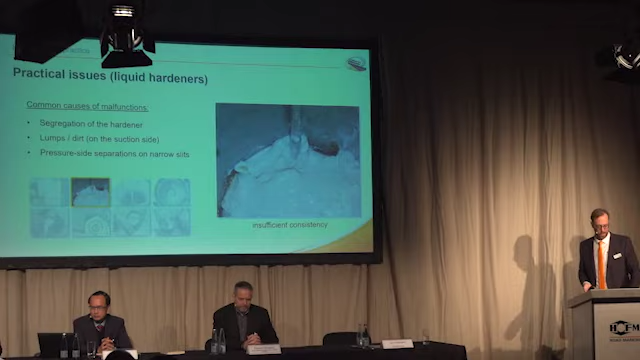 Practical issues (liquid hardeners)
Common causes of malfunctions:
• Segregation of the hardener
• Lumps / dirt (on the suction side)
• Pressure-side separations on narrow slits
insufficient consistency